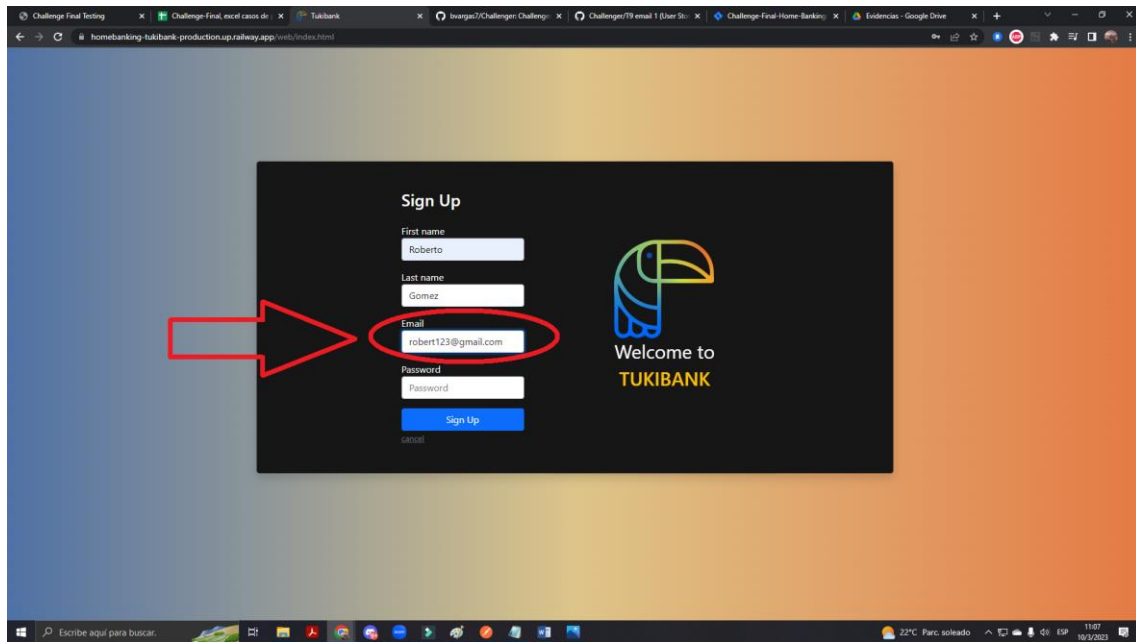 Challenge Final Testing
Challenge-Final, excel casos de p
Tukibank
bvargas7/Challenger: Challenge
Challenger/T9 email 1 (User Sto
Challenge-Final-Home-Banking
Evidencias - Google Drive
homebanking-tukibank-production.up.railway.app/web/index.html
Sign Up
First name
Roberto
Last name
Gomez
Email
robert123@gmail.com
Password
Password
Sign Up
cancel
Welcome to
TUKIBANK
Escribe aquí para buscar.
22°C Parc. soleado
ESP
11:07
10/3/2023